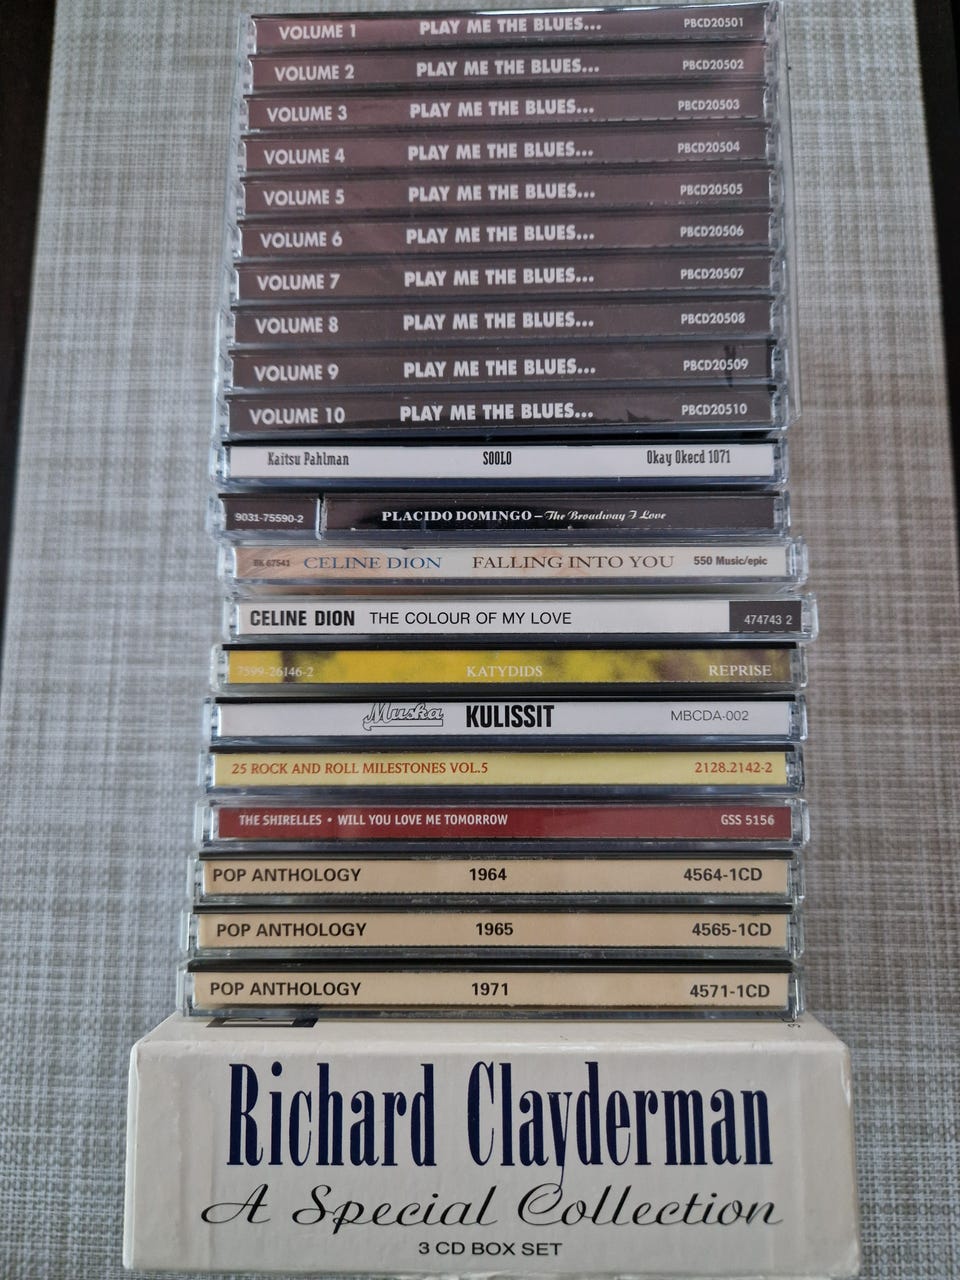 VOLUME 1 PLAY ME THE BLUES... PBCD20501
VOLUME 2 PLAY ME THE BLUES... PBCD20502
VOLUME 3 PLAY ME THE BLUES... PBCD20503
VOLUME 4 PLAY ME THE BLUES... PBCD20504
VOLUME 5 PLAY ME THE BLUES... PBCD20505
VOLUME 6 PLAY ME THE BLUES... PBCD20506
VOLUME 7 PLAY ME THE BLUES... PBCD20507
VOLUME 8 PLAY ME THE BLUES... PBCD20508
VOLUME 9 PLAY ME THE BLUES... PBCD20509
VOLUME 10 PLAY ME THE BLUES... PBCD20510
Kaitsu Pahlman SOOLO Okay Okecd 1071
9031-75590-2 PLACIDO DOMINGO – The Broadway I Love
BK 67541 CELINE DION FALLING INTO YOU 550 Music/epic
CELINE DION THE COLOUR OF MY LOVE 474743 2
7599-26146-2 KATYDIDS REPRISE
Muska KULISSIT MBCDA-002
25 ROCK AND ROLL MILESTONES VOL.5 2128.2142-2
THE SHIRELLES • WILL YOU LOVE ME TOMORROW GSS 5156
POP ANTHOLOGY 1964 4564-1CD
POP ANTHOLOGY 1965 4565-1CD
POP ANTHOLOGY 1971 4571-1CD
Richard Clayderman
A Special Collection
3 CD BOX SET